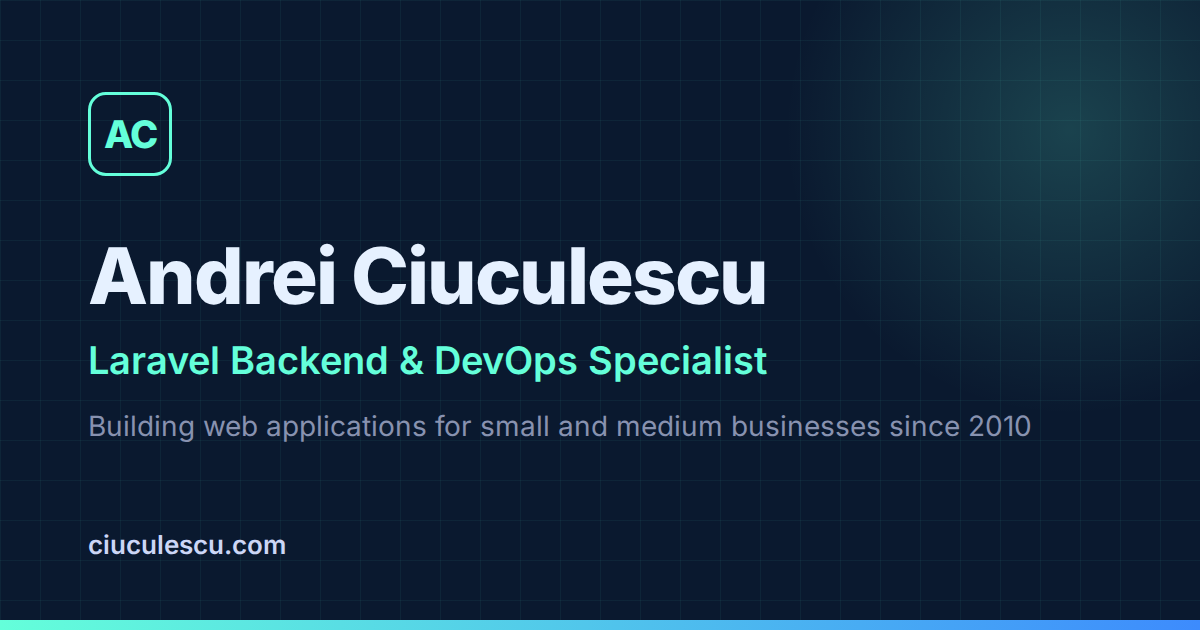 AC
Andrei Ciuculescu
Laravel Backend & DevOps Specialist
Building web applications for small and medium businesses since 2010
ciuculescu.com